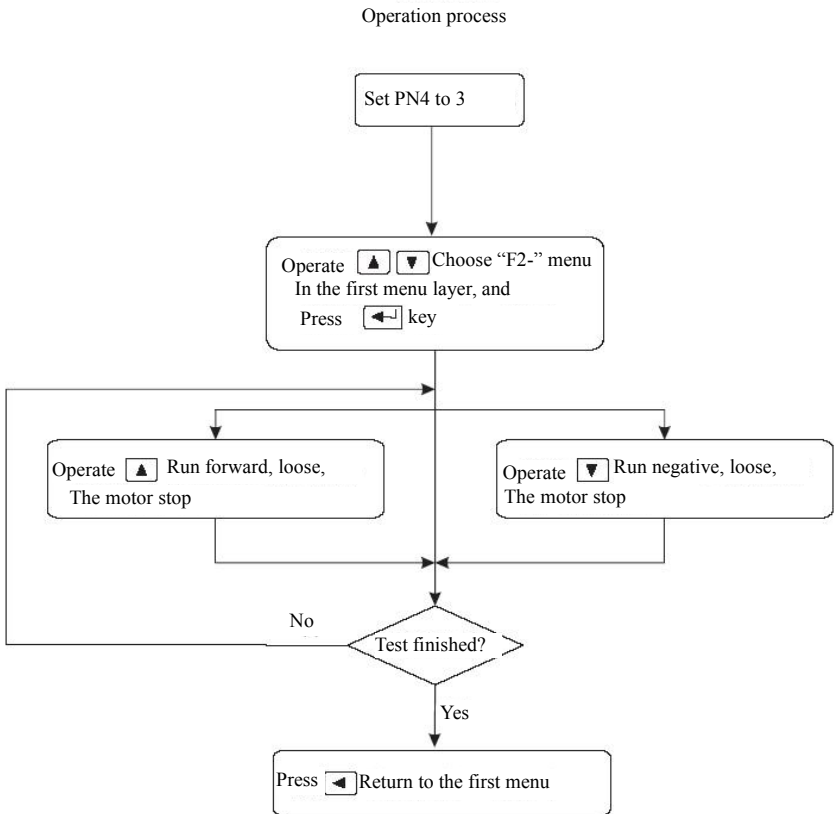 Operation process
Set PN4 to 3
Operate ▲ ▼ Choose “F2-” menu
In the first menu layer, and
Press ↵ key
Operate ▲ Run forward, loose,
The motor stop
Operate ▼ Run negative, loose,
The motor stop
No
Test finished?
Yes
Press ◄ Return to the first menu